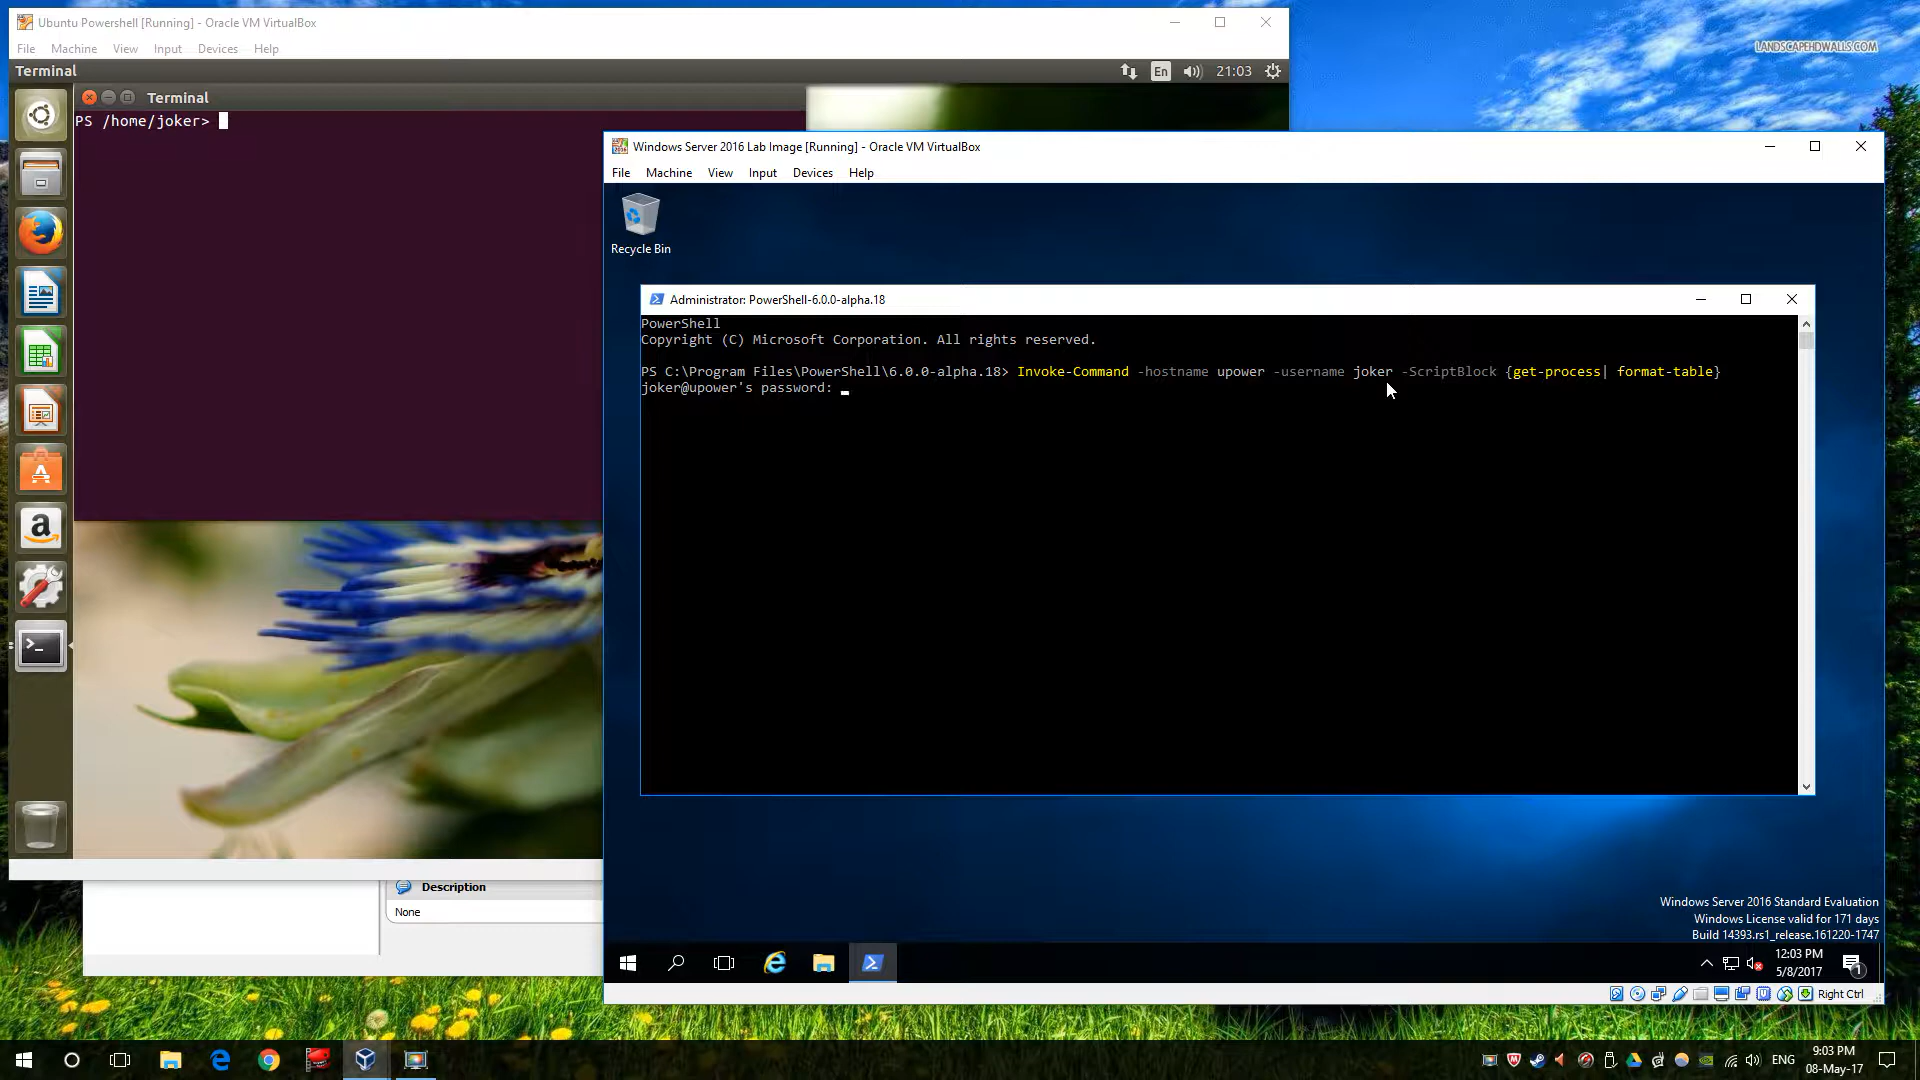 Ubuntu Powershell [Running] - Oracle VM VirtualBox
File Machine View Input Devices Help
Terminal
En
21:03
Terminal
PS /home/joker>
LANDSCAPEHDWALLS.COM
Windows Server 2016 Lab Image [Running] - Oracle VM VirtualBox
File Machine View Input Devices Help
Recycle Bin
Administrator: PowerShell-6.0.0-alpha.18
PowerShell
Copyright (C) Microsoft Corporation. All rights reserved.
PS C:\Program Files\PowerShell\6.0.0-alpha.18> Invoke-Command -hostname upower -username joker -ScriptBlock {get-process| format-table}
joker@upower's password:
Description
None
Windows Server 2016 Standard Evaluation
Windows License valid for 171 days
Build 14393.rs1_release.161220-1747
12:03 PM
5/8/2017
1
Right Ctrl
ENG
9:03 PM
08-May-17